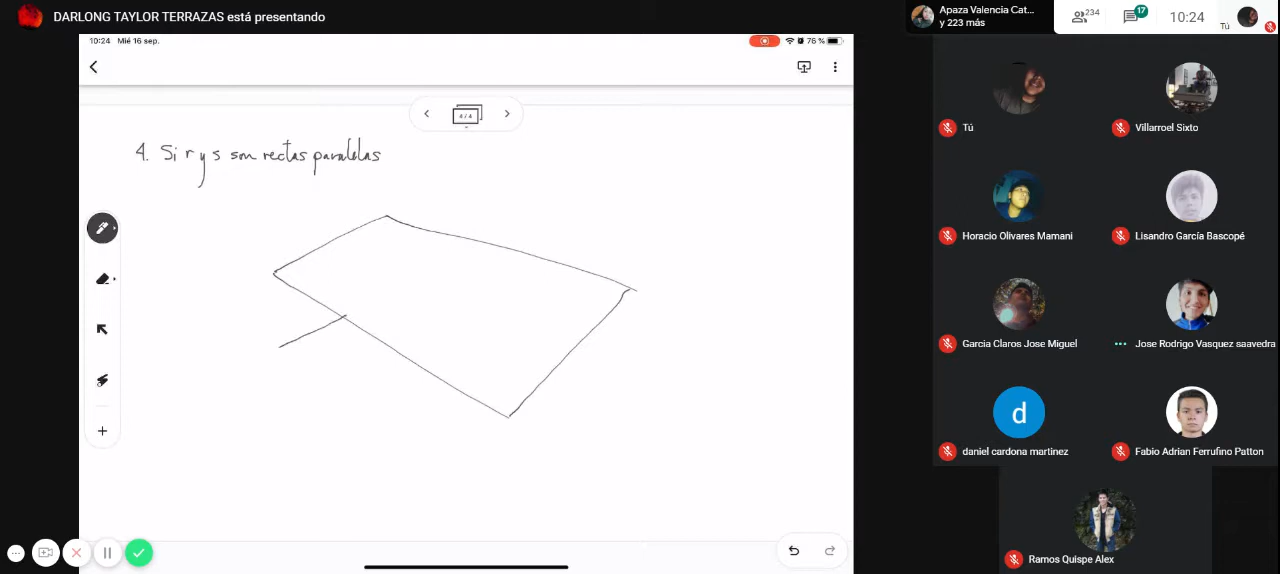 DARLONG TAYLOR TERRAZAS está presentando
Apaza Valencia Cat...
y 223 más
234
17
10:24
Tú
10:24 Mié 16 sep.
76 %
4 / 4
4. Si r y s son rectas paralelas
Tú
Villarroel Sixto
Horacio Olivares Mamani
Lisandro García Bascopé
Garcia Claros Jose Miguel
Jose Rodrigo Vasquez saavedra
d
daniel cardona martinez
Fabio Adrian Ferrufino Patton
Ramos Quispe Alex